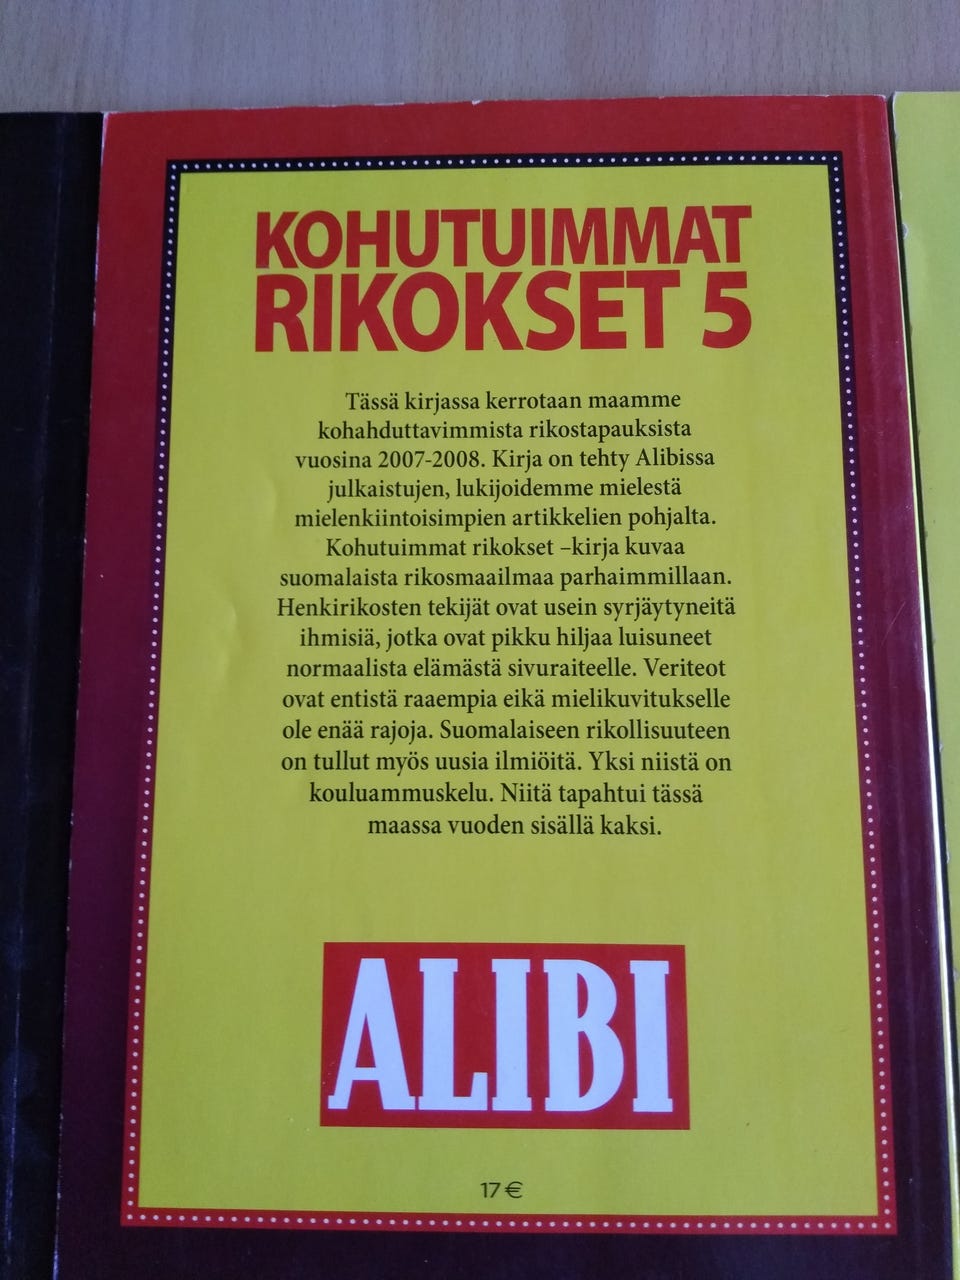 KOHUTUIMMAT
RIKOKSET 5
Tässä kirjassa kerrotaan maamme
kohahduttavimmista rikostapauksista
vuosina 2007-2008. Kirja on tehty Alibissa
julkaistujen, lukijoidemme mielestä
mielenkiintoisimpien artikkelien pohjalta.
Kohutuimmat rikokset –kirja kuvaa
suomalaista rikosmaailmaa parhaimmillaan.
Henkirikosten tekijät ovat usein syrjäytyneitä
ihmisiä, jotka ovat pikku hiljaa luisuneet
normaalista elämästä sivuraiteelle. Veriteot
ovat entistä raaempia eikä mielikuvitukselle
ole enää rajoja. Suomalaiseen rikollisuuteen
on tullut myös uusia ilmiöitä. Yksi niistä on
kouluammuskelu. Niitä tapahtui tässä
maassa vuoden sisällä kaksi.
ALIBI
17 €